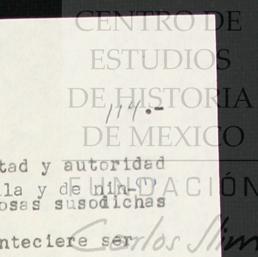 CENTRO DE
ESTUDIOS
DE HISTORIA
DE MEXICO
114.-
tad y autoridad
la y de nin-
osas susodichas
FUNDACIÓN
nteciere ser
Carlos Slim